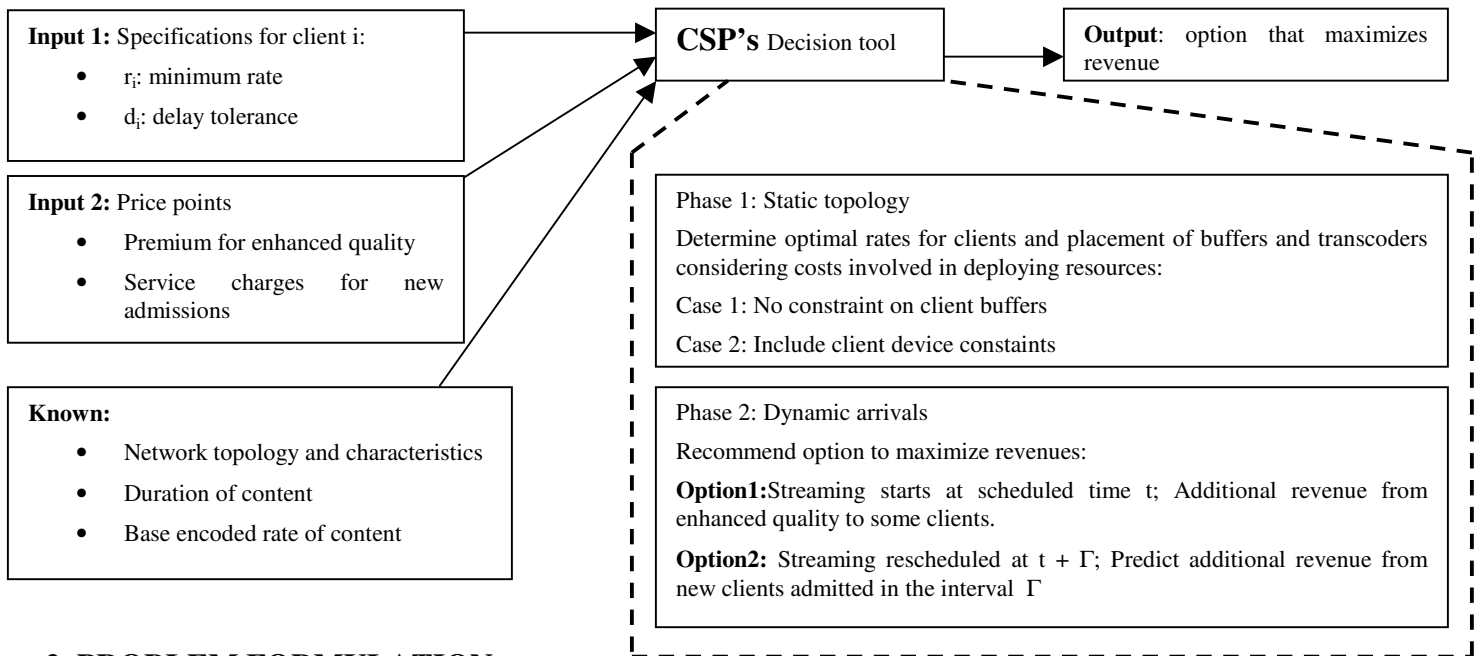 Input 1: Specifications for client i:
• ri: minimum rate
• di: delay tolerance
Input 2: Price points
• Premium for enhanced quality
• Service charges for new
admissions
Known:
• Network topology and characteristics
• Duration of content
• Base encoded rate of content
CSP's Decision tool
Output: option that maximizes
revenue
Phase 1: Static topology
Determine optimal rates for clients and placement of buffers and transcoders
considering costs involved in deploying resources:
Case 1: No constraint on client buffers
Case 2: Include client device constaints
Phase 2: Dynamic arrivals
Recommend option to maximize revenues:
Option1:Streaming starts at scheduled time t; Additional revenue from
enhanced quality to some clients.
Option2: Streaming rescheduled at t + Γ; Predict additional revenue from
new clients admitted in the interval Γ
PROBLEM FORMULATION